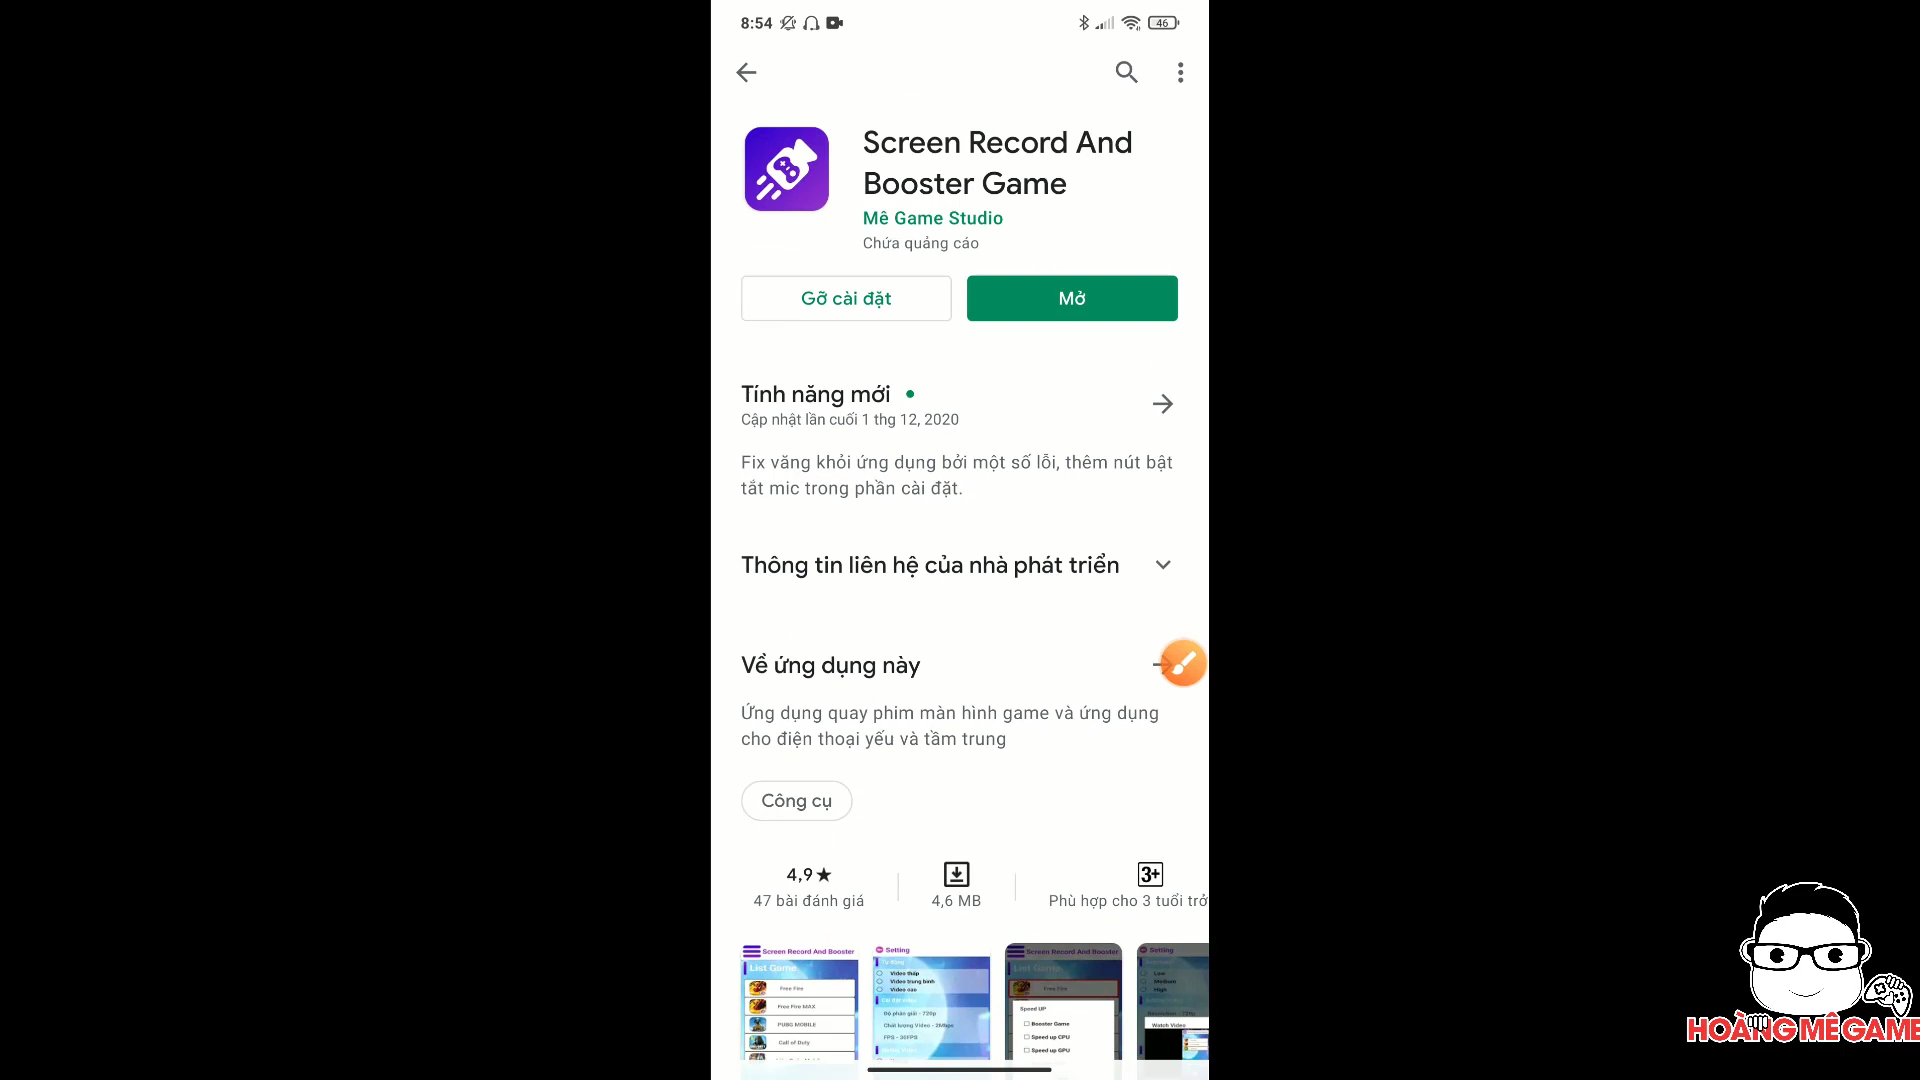 8:54
46
Screen Record And
Booster Game
Mê Game Studio
Chứa quảng cáo
Gỡ cài đặt
Mở
Tính năng mới
Cập nhật lần cuối 1 thg 12, 2020
Fix văng khỏi ứng dụng bởi một số lỗi, thêm nút bật
tắt mic trong phần cài đặt.
Thông tin liên hệ của nhà phát triển
Về ứng dụng này
Ứng dụng quay phim màn hình game và ứng dụng
cho điện thoại yếu và tầm trung
Công cụ
4,9★
47 bài đánh giá
4,6 MB
3+
Phù hợp cho 3 tuổi trở
Screen Record And Booster
List Game
Free Fire
Free Fire MAX
PUBG MOBILE
Call of Duty
Setting
Video thấp
Video trung bình
Video cao
Độ phân giải - 720p
Chất lượng Video - 2Mbps
FPS - 30FPS
Screen Record And Booster
List Game
Free Fire
Speed UP
Booster Game
Speed up CPU
Speed up GPU
Setting
Low
Medium
High
Watch Video
HOÀNG MÊ GAME